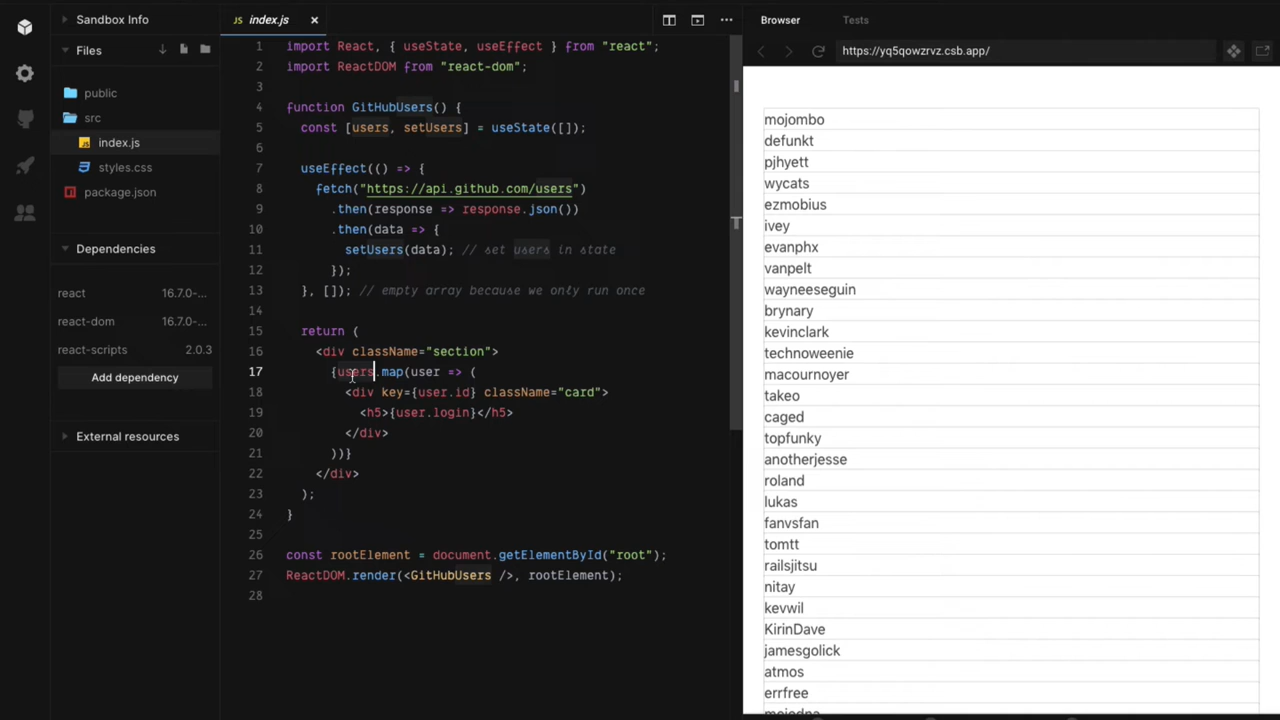 Sandbox Info
Files
public
src
index.js
styles.css
package.json
Dependencies
react 16.7.0-...
react-dom 16.7.0-...
react-scripts 2.0.3
Add dependency
External resources
JS index.js ×
1 import React, { useState, useEffect } from "react";
2 import ReactDOM from "react-dom";
3
4 function GitHubUsers() {
5 const [users, setUsers] = useState([]);
6
7 useEffect(() => {
8 fetch("https://api.github.com/users")
9 .then(response => response.json())
10 .then(data => {
11 setUsers(data); // set users in state
12 });
13 }, []); // empty array because we only run once
14
15 return (
16 <div className="section">
17 {users.map(user => (
18 <div key={user.id} className="card">
19 <h5>{user.login}</h5>
20 </div>
21 ))}
22 </div>
23 );
24 }
25
26 const rootElement = document.getElementById("root");
27 ReactDOM.render(<GitHubUsers />, rootElement);
28
Browser Tests
https://yq5qowzrvz.csb.app/
mojombo
defunkt
pjhyett
wycats
ezmobius
ivey
evanphx
vanpelt
wayneeseguin
brynary
kevinclark
technoweenie
macournoyer
takeo
caged
topfunky
anotherjesse
roland
lukas
fanvsfan
tomtt
railsjitsu
nitay
kevwil
KirinDave
jamesgolick
atmos
errfree